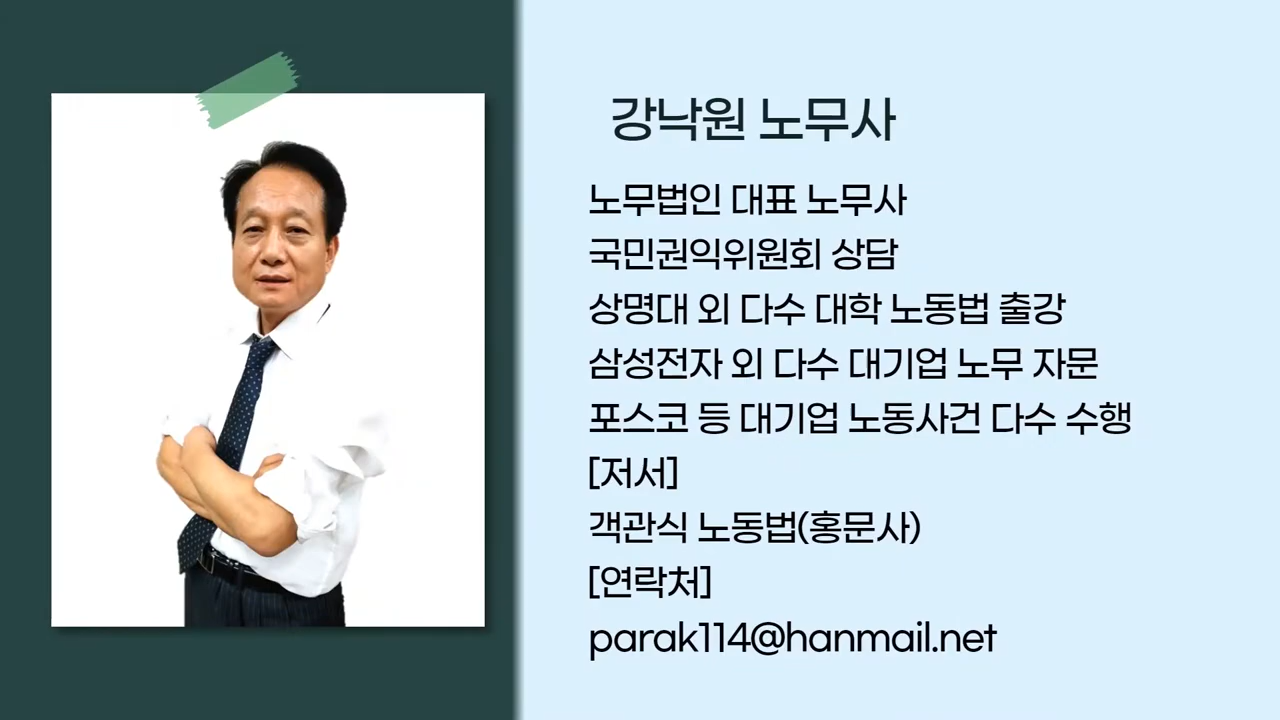 강낙원 노무사
노무법인 대표 노무사
국민권익위원회 상담
상명대 외 다수 대학 노동법 출강
삼성전자 외 다수 대기업 노무 자문
포스코 등 대기업 노동사건 다수 수행
[저서]
객관식 노동법(홍문사)
[연락처]
parak114@hanmail.net